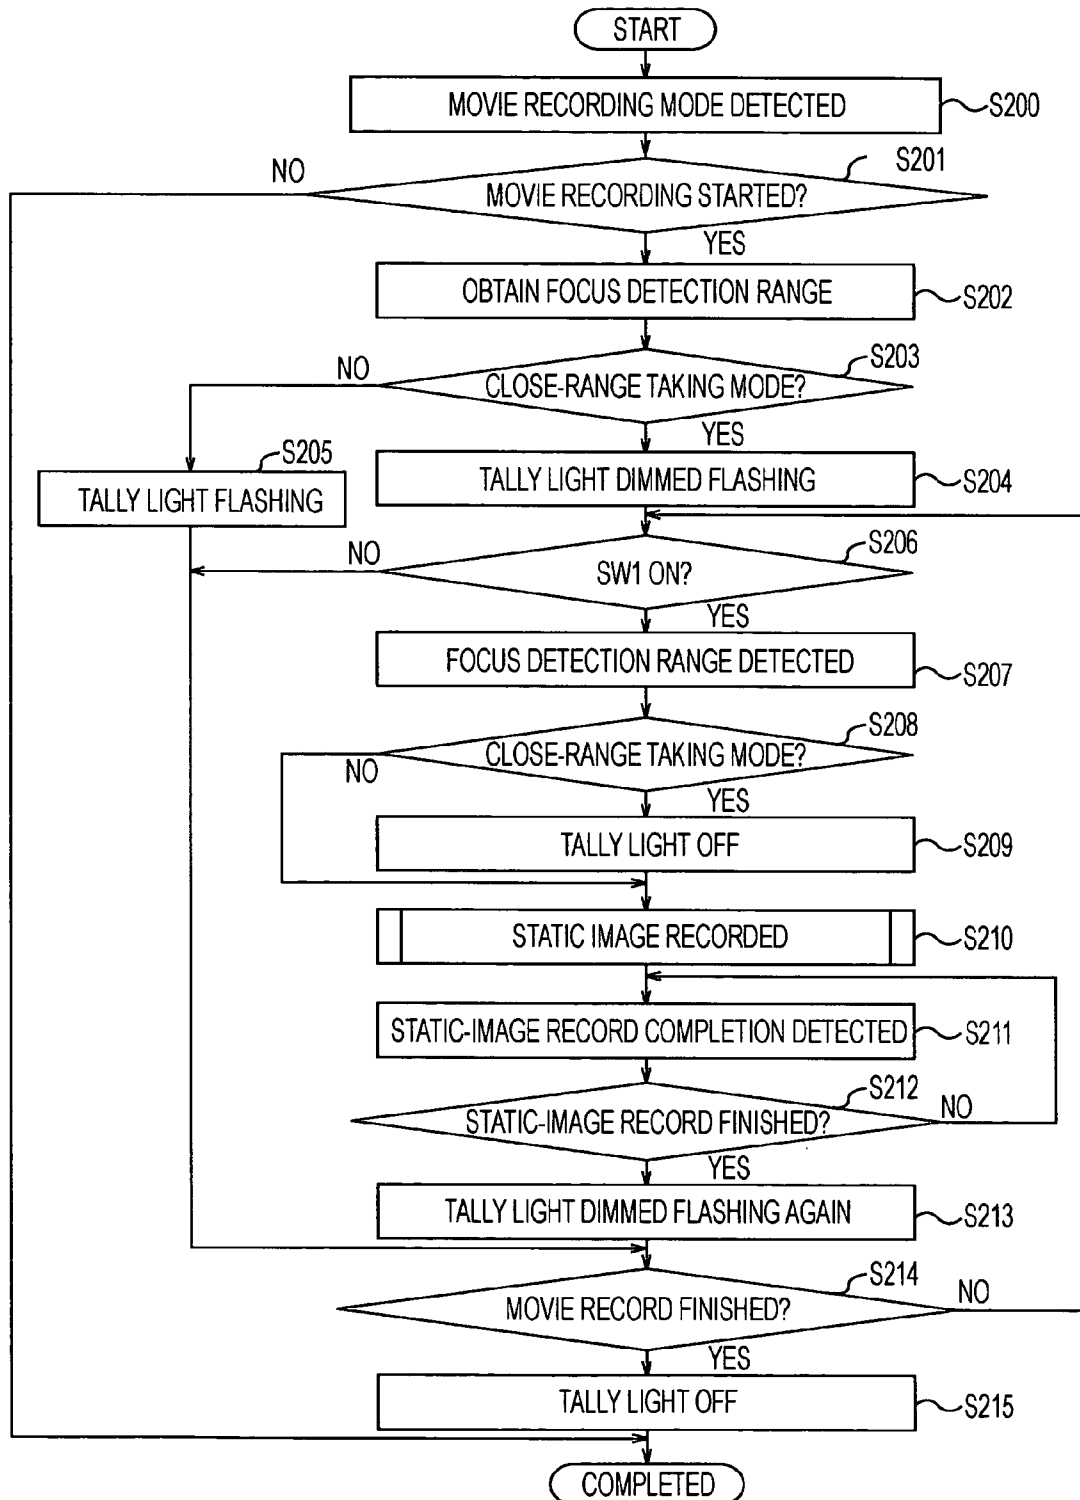 START
MOVIE RECORDING MODE DETECTED
S200
NO
S201
MOVIE RECORDING STARTED?
YES
OBTAIN FOCUS DETECTION RANGE
S202
NO
S203
CLOSE-RANGE TAKING MODE?
YES
S205
TALLY LIGHT FLASHING
TALLY LIGHT DIMMED FLASHING
S204
NO
S206
SW1 ON?
YES
FOCUS DETECTION RANGE DETECTED
S207
S208
CLOSE-RANGE TAKING MODE?
NO
YES
TALLY LIGHT OFF
S209
STATIC IMAGE RECORDED
S210
STATIC-IMAGE RECORD COMPLETION DETECTED
S211
S212
STATIC-IMAGE RECORD FINISHED?
NO
YES
TALLY LIGHT DIMMED FLASHING AGAIN
S213
S214
NO
MOVIE RECORD FINISHED?
YES
TALLY LIGHT OFF
S215
COMPLETED